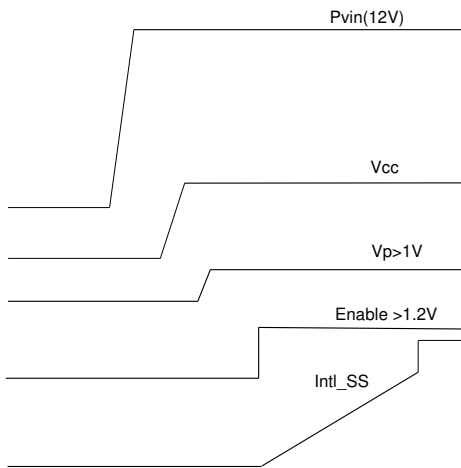 Pvin(12V)
Vcc
Vp>1V
Enable >1.2V
Intl_SS